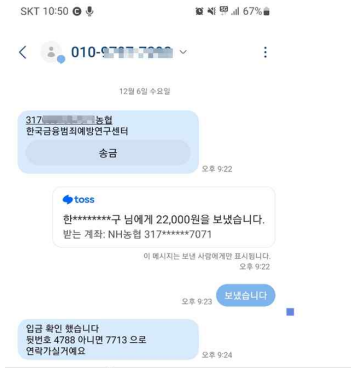 SKT 10:50
67%
010-
12월 6일 수요일
317 농협
한국금융범죄예방연구센터
송금
오후 9:22
toss
한********구 님에게 22,000원을 보냈습니다.
받는 계좌: NH농협 317******7071
이 메시지는 보낸 사람에게만 표시됩니다.
오후 9:22
오후 9:23 보냈습니다
입금 확인 했습니다
뒷번호 4788 아니면 7713 으로
연락가실거예요
오후 9:24